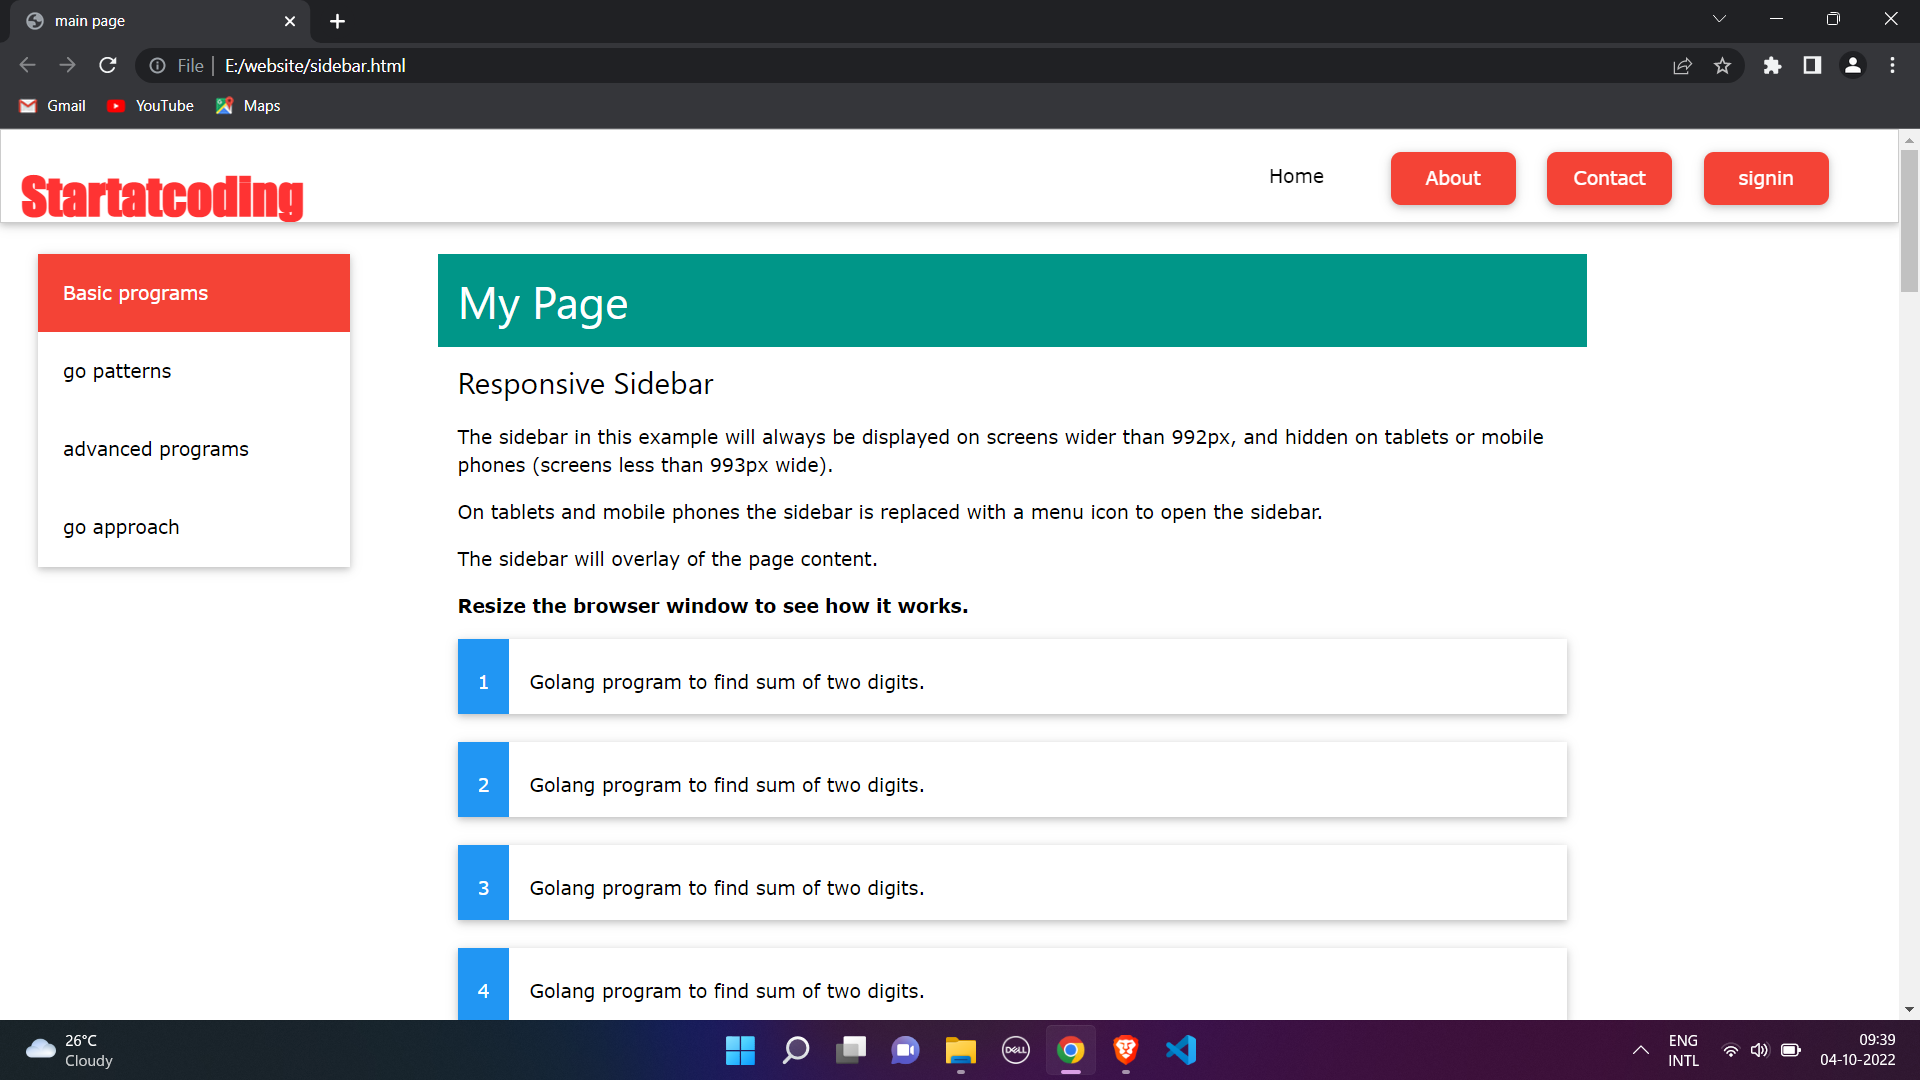 main page
File
E:/website/sidebar.html
Gmail
YouTube
Maps
Startatcoding
Home
About
Contact
signin
Basic programs
go patterns
advanced programs
go approach
My Page
Responsive Sidebar
The sidebar in this example will always be displayed on screens wider than 992px, and hidden on tablets or mobile
phones (screens less than 993px wide).
On tablets and mobile phones the sidebar is replaced with a menu icon to open the sidebar.
The sidebar will overlay of the page content.
Resize the browser window to see how it works.
1 Golang program to find sum of two digits.
2 Golang program to find sum of two digits.
3 Golang program to find sum of two digits.
4 Golang program to find sum of two digits.
26°C
Cloudy
DELL
ENG
INTL
09:39
04-10-2022